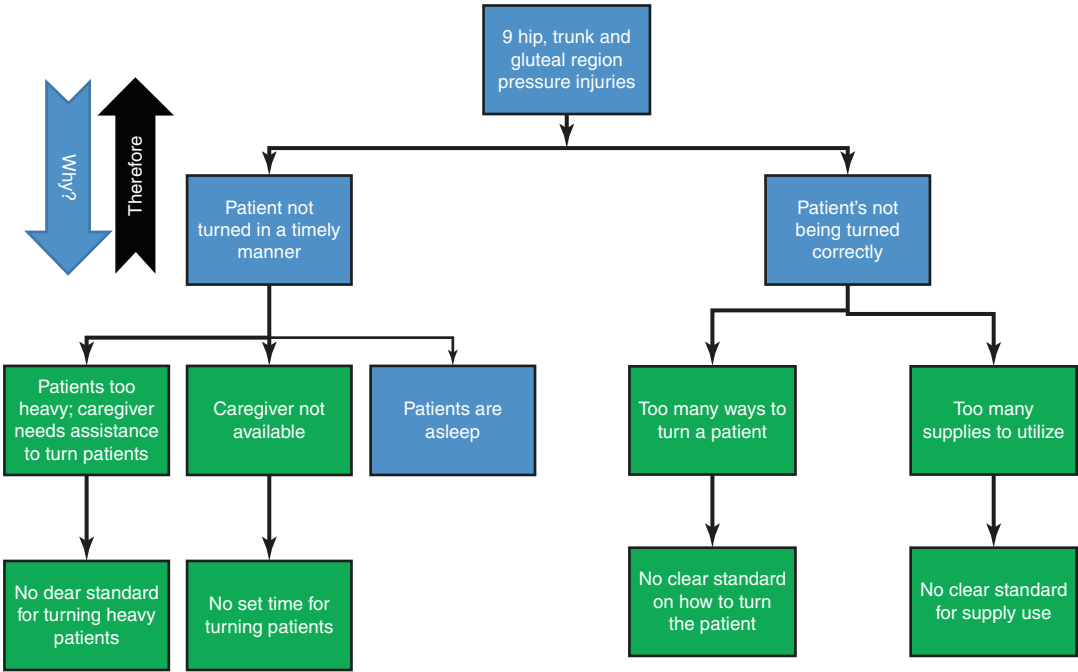 9 hip, trunk and
gluteal region
pressure injuries
Why?
Therefore
Patient not
turned in a timely
manner
Patient's not
being turned
correctly
Patients too
heavy; caregiver
needs assistance
to turn patients
Caregiver not
available
Patients are
asleep
Too many ways to
turn a patient
Too many
supplies to utilize
No dear standard
for turning heavy
patients
No set time for
turning patients
No clear standard
on how to turn
the patient
No clear standard
for supply use